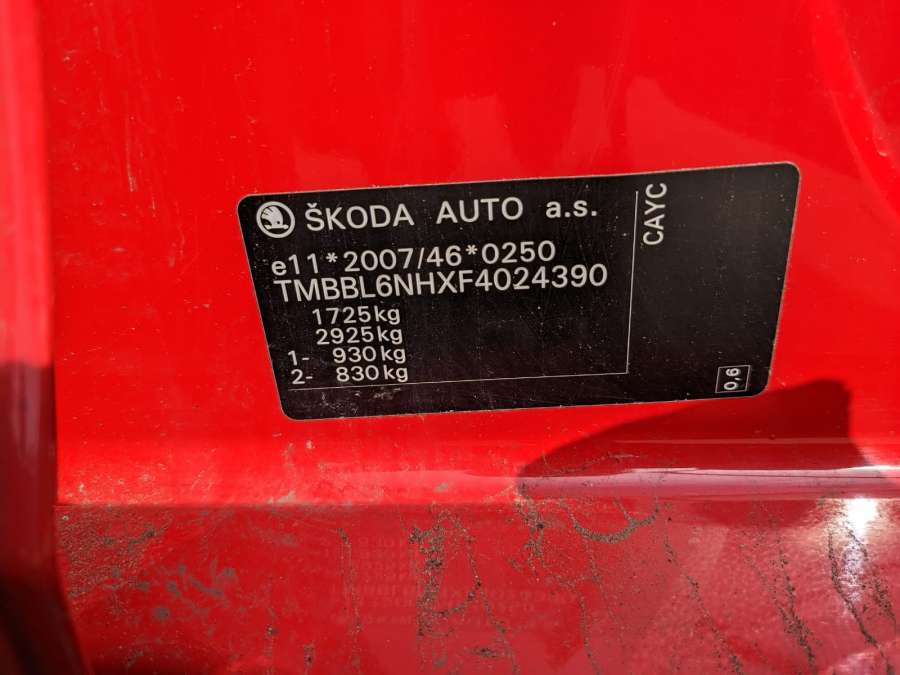 ŠKODA AUTO a.s.
e11*2007/46*0250
TMBBL6NHXF4024390
1725kg
2925kg
1- 930kg
2- 830kg
CAYC
0,6